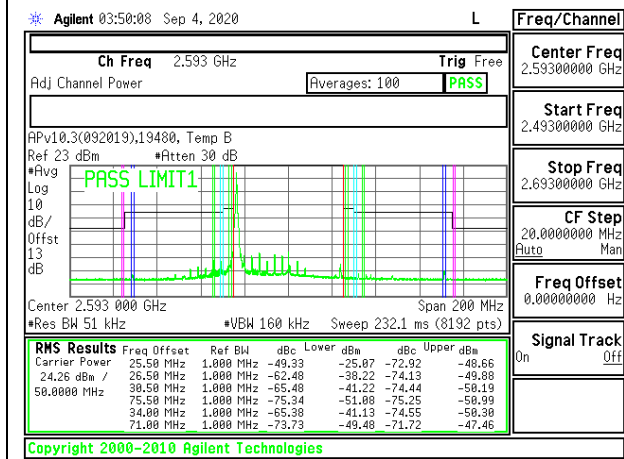 Agilent 03:50:08 Sep 4, 2020 L
Ch Freq 2.593 GHz Trig Free
Adj Channel Power Averages: 100 PASS
APv10.3(092019),19480, Temp B
Ref 23 dBm #Atten 30 dB
#Avg
Log
10
dB/
Offst
13
dB
PASS LIMIT1
Center 2.593 000 GHz Span 200 MHz
#Res BW 51 kHz #VBW 160 kHz Sweep 232.1 ms (8192 pts)
RMS Results Freq Offset Ref BW dBc Lower dBm dBc Upper dBm
Carrier Power 25.50 MHz 1.000 MHz -49.33 -25.07 -72.92 -48.66
24.26 dBm / 26.50 MHz 1.000 MHz -62.48 -38.22 -74.13 -49.88
50.0000 MHz 30.50 MHz 1.000 MHz -65.48 -41.22 -74.44 -50.19
75.50 MHz 1.000 MHz -75.34 -51.08 -75.25 -50.99
34.00 MHz 1.000 MHz -65.38 -41.13 -74.55 -50.30
71.00 MHz 1.000 MHz -73.73 -49.48 -71.72 -47.46
Copyright 2000-2010 Agilent Technologies
Freq/Channel
Center Freq
2.59300000 GHz
Start Freq
2.49300000 GHz
Stop Freq
2.69300000 GHz
CF Step
20.0000000 MHz
Auto Man
Freq Offset
0.00000000 Hz
Signal Track
On Off